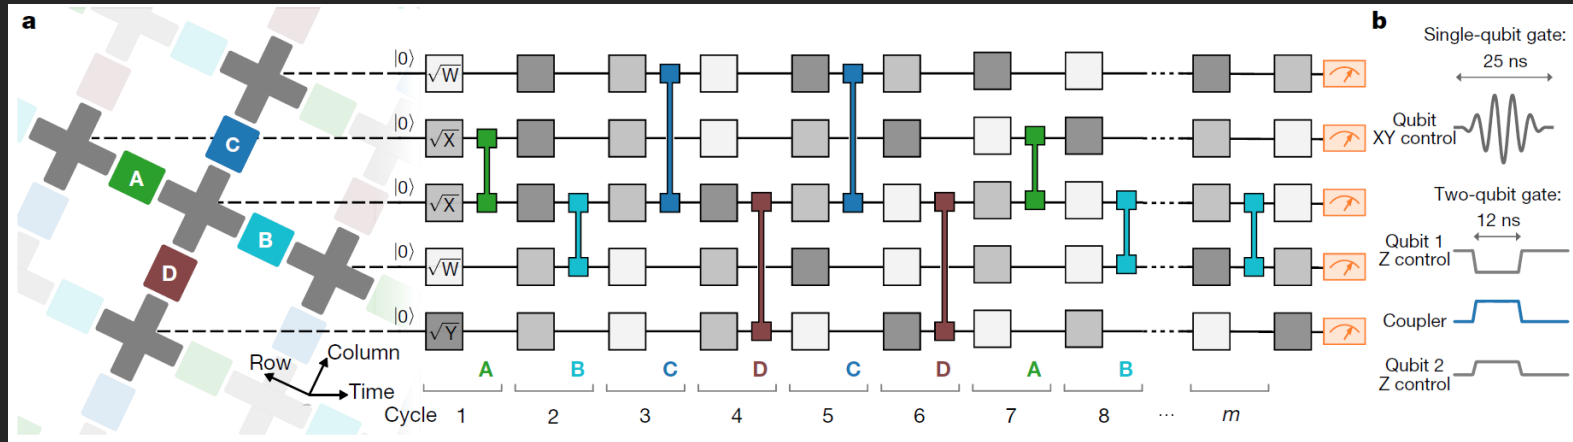 a
C
A
B
D
Row
Column
Time
|0⟩
√W
|0⟩
√X
|0⟩
√X
|0⟩
√W
|0⟩
√Y
A B C D C D A B
Cycle 1 2 3 4 5 6 7 8 ... m
b
Single-qubit gate:
25 ns
Qubit
XY control
Two-qubit gate:
12 ns
Qubit 1
Z control
Coupler
Qubit 2
Z control